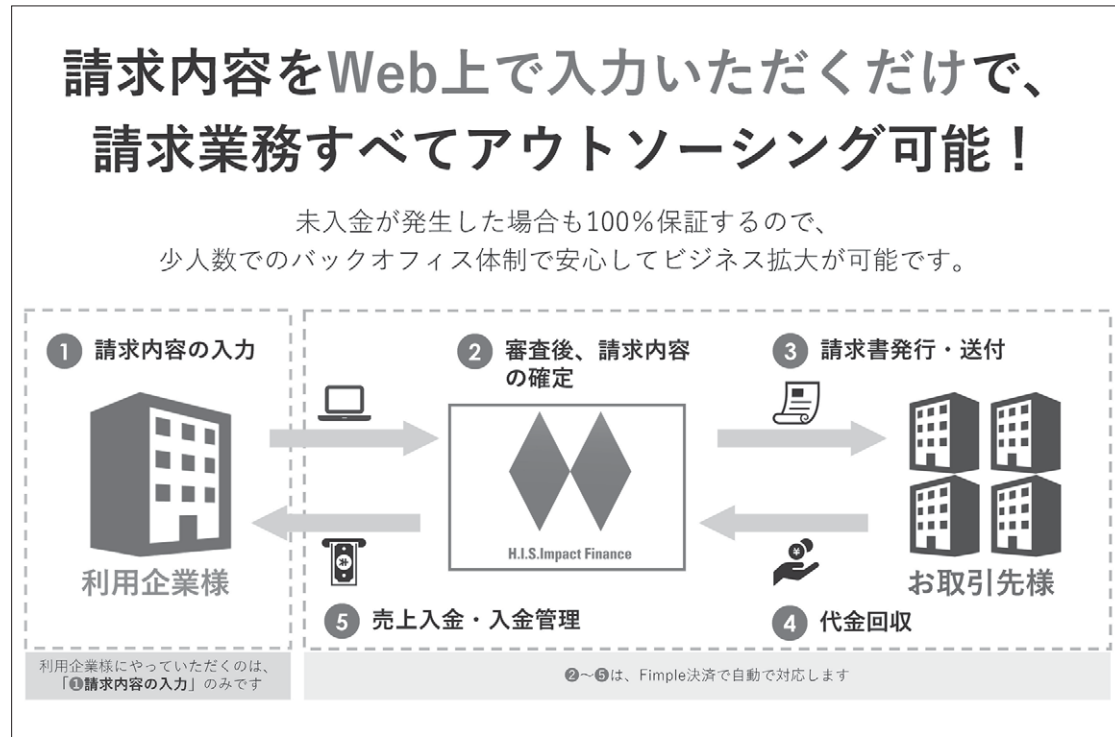 請求内容をWeb上で入力いただくだけで、
請求業務すべてアウトソーシング可能！
未入金が発生した場合も100％保証するので、
少人数でのバックオフィス体制で安心してビジネス拡大が可能です。
❶ 請求内容の入力
❷ 審査後、請求内容
の確定
❸ 請求書発行・送付
H.I.S.Impact Finance
利用企業様
お取引先様
❺ 売上入金・入金管理
❹ 代金回収
利用企業様にやっていただくのは、
「❶請求内容の入力」のみです
❷～❺は、Fimple決済で自動で対応します